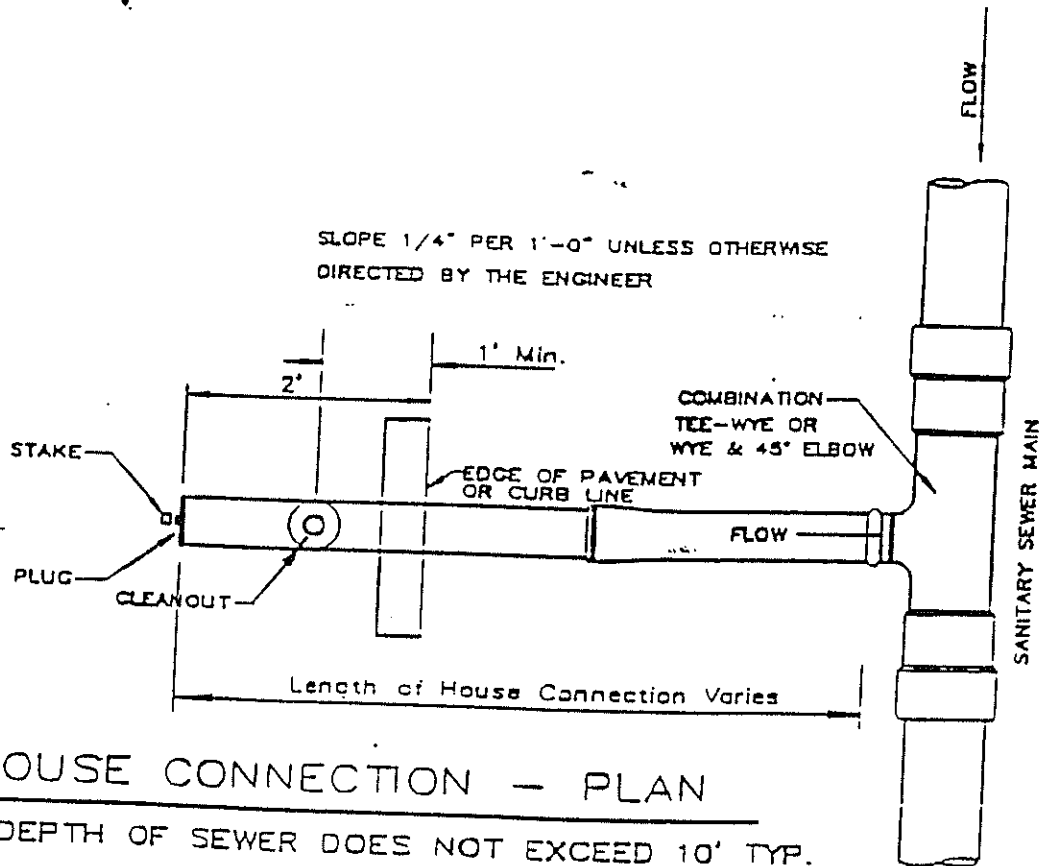 FLOW
SLOPE 1/4" PER 1'-0" UNLESS OTHERWISE
DIRECTED BY THE ENGINEER
1' Min.
2'
COMBINATION
TEE-WYE OR
WYE & 45° ELBOW
STAKE
EDGE OF PAVEMENT
OR CURB LINE
FLOW
PLUG
CLEANOUT
SANITARY SEWER MAIN
Length of House Connection Varies
OUSE CONNECTION — PLAN
DEPTH OF SEWER DOES NOT EXCEED 10' TYP.